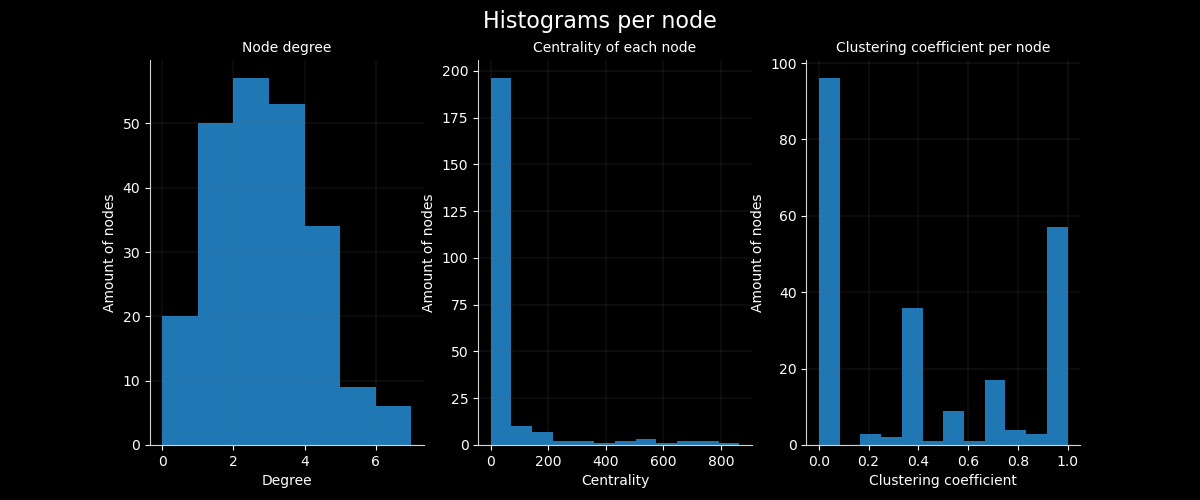 Histograms per node
Node degree
Amount of nodes
50
40
30
20
10
0
0 2 4 6
Degree
Centrality of each node
Amount of nodes
200
175
150
125
100
75
50
25
0
0 200 400 600 800
Centrality
Clustering coefficient per node
Amount of nodes
100
80
60
40
20
0
0.0 0.2 0.4 0.6 0.8 1.0
Clustering coefficient